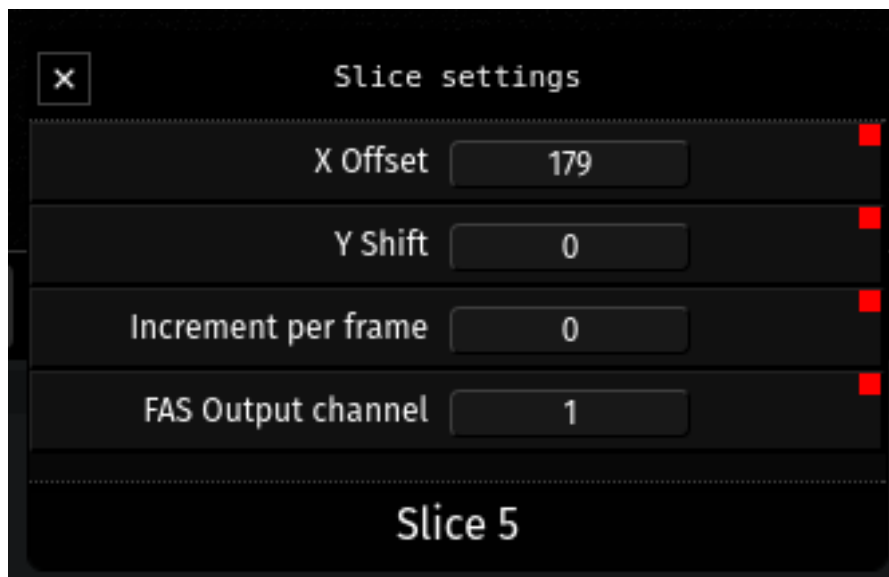 × Slice settings
X Offset 179
Y Shift 0
Increment per frame 0
FAS Output channel 1
Slice 5